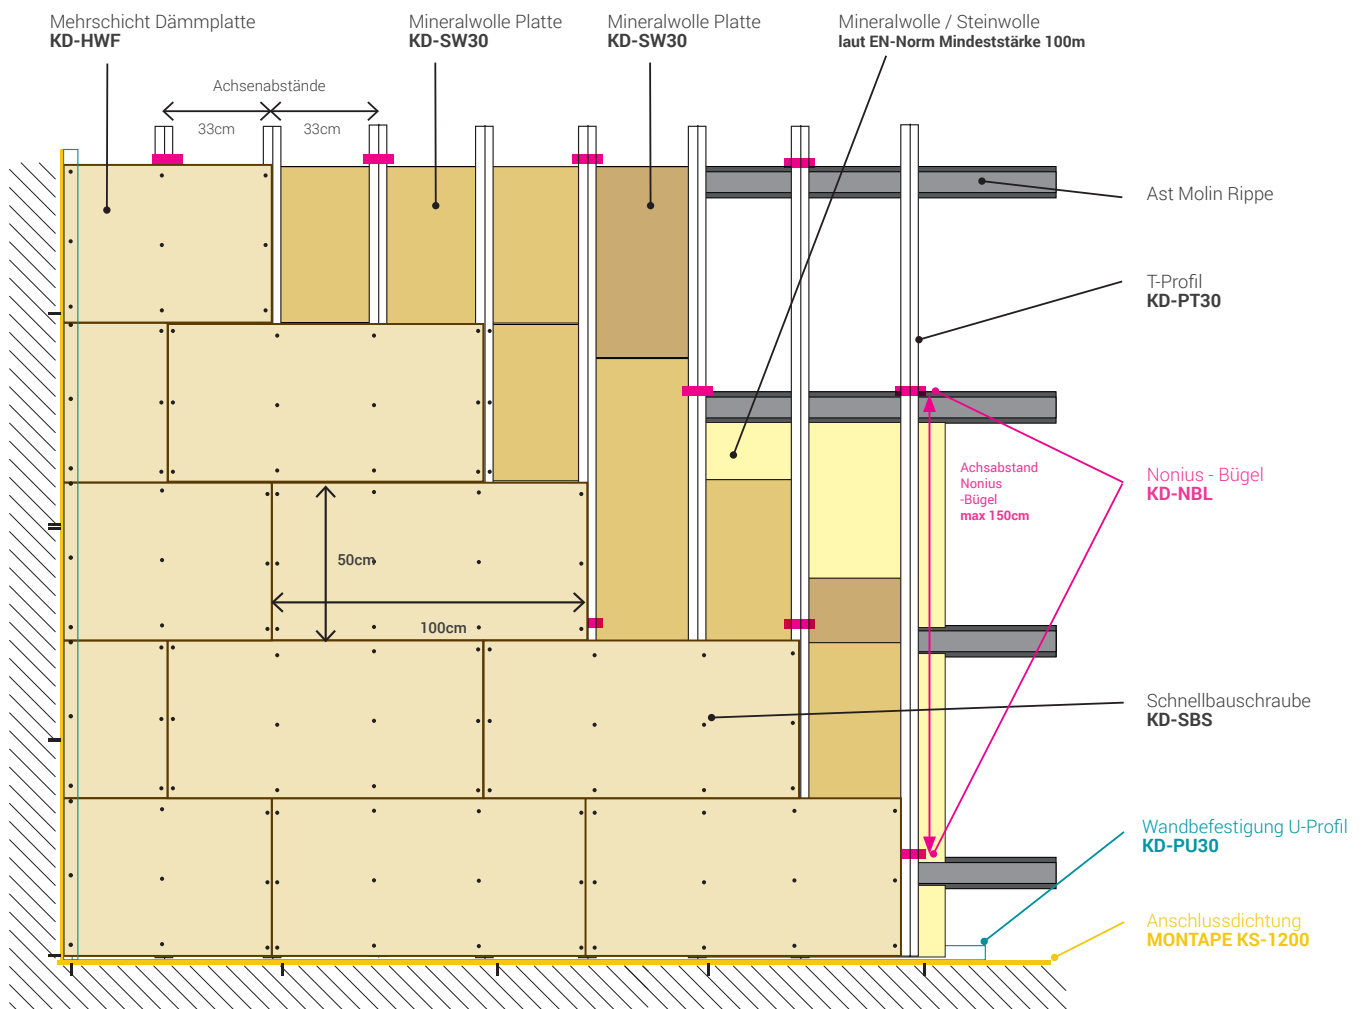 Mehrschicht Dämmplatte
KD-HWF
Mineralwolle Platte
KD-SW30
Mineralwolle Platte
KD-SW30
Mineralwolle / Steinwolle
laut EN-Norm Mindeststärke 100m
Achsenabstände
33cm
33cm
Ast Molin Rippe
T-Profil
KD-PT30
Achsabstand
Nonius
-Bügel
max 150cm
Nonius - Bügel
KD-NBL
50cm
100cm
Schnellbauschraube
KD-SBS
Wandbefestigung U-Profil
KD-PU30
Anschlussdichtung
MONTAPE KS-1200